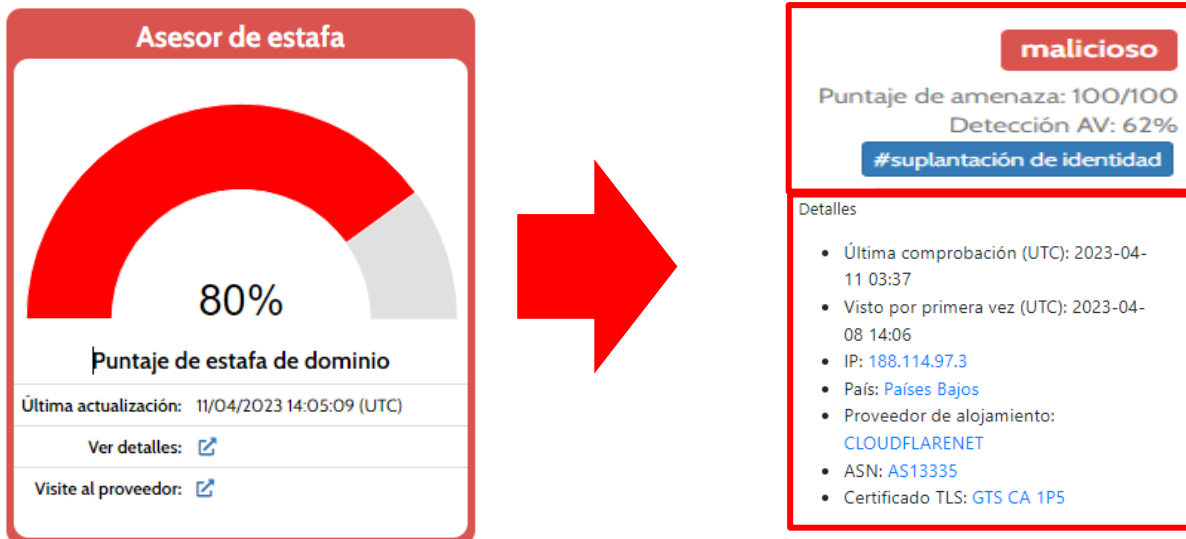 Asesor de estafa
80%
Puntaje de estafa de dominio
Última actualización: 11/04/2023 14:05:09 (UTC)
Ver detalles:
Visite al proveedor:
malicioso
Puntaje de amenaza: 100/100
Detección AV: 62%
#suplantación de identidad
Detalles
• Última comprobación (UTC): 2023-04-
11 03:37
• Visto por primera vez (UTC): 2023-04-
08 14:06
• IP: 188.114.97.3
• País: Países Bajos
• Proveedor de alojamiento:
CLOUDFLARENET
• ASN: AS13335
• Certificado TLS: GTS CA 1P5